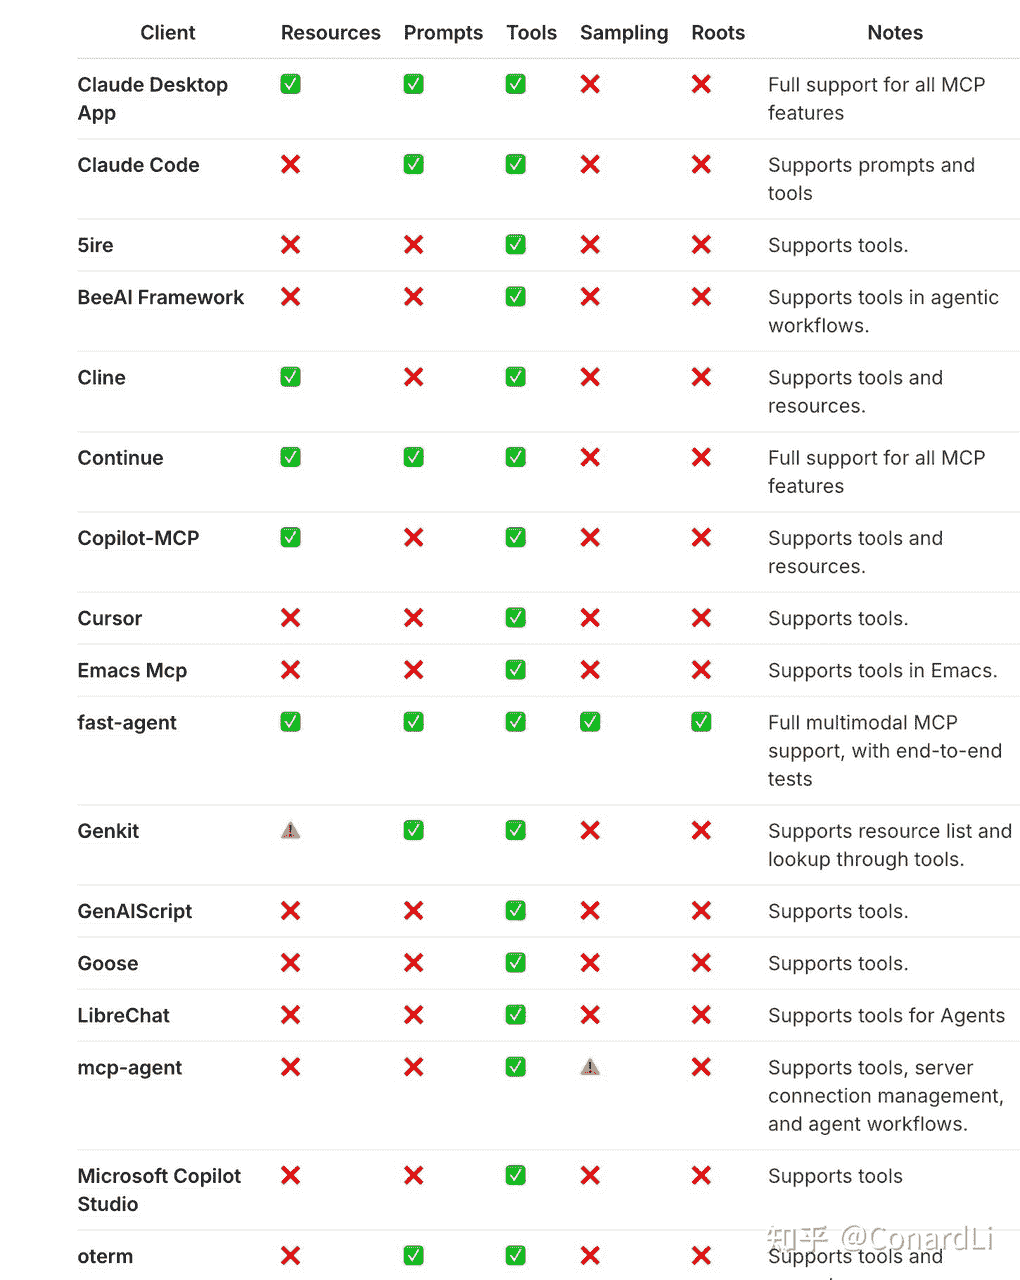 Client Resources Prompts Tools Sampling Roots Notes
Claude Desktop App ✅ ✅ ✅ ❌ ❌ Full support for all MCP features
Claude Code ❌ ✅ ✅ ❌ ❌ Supports prompts and tools
5ire ❌ ❌ ✅ ❌ ❌ Supports tools.
BeeAI Framework ❌ ❌ ✅ ❌ ❌ Supports tools in agentic workflows.
Cline ✅ ❌ ✅ ❌ ❌ Supports tools and resources.
Continue ✅ ✅ ✅ ❌ ❌ Full support for all MCP features
Copilot-MCP ✅ ❌ ✅ ❌ ❌ Supports tools and resources.
Cursor ❌ ❌ ✅ ❌ ❌ Supports tools.
Emacs Mcp ❌ ❌ ✅ ❌ ❌ Supports tools in Emacs.
fast-agent ✅ ✅ ✅ ✅ ✅ Full multimodal MCP support, with end-to-end tests
Genkit ⚠️ ✅ ✅ ❌ ❌ Supports resource list and lookup through tools.
GenAIScript ❌ ❌ ✅ ❌ ❌ Supports tools.
Goose ❌ ❌ ✅ ❌ ❌ Supports tools.
LibreChat ❌ ❌ ✅ ❌ ❌ Supports tools for Agents
mcp-agent ❌ ❌ ✅ ⚠️ ❌ Supports tools, server connection management, and agent workflows.
Microsoft Copilot Studio ❌ ❌ ✅ ❌ ❌ Supports tools
oterm ❌ ✅ ✅ ❌ ❌ Supports tools and
知乎 @ConardLi